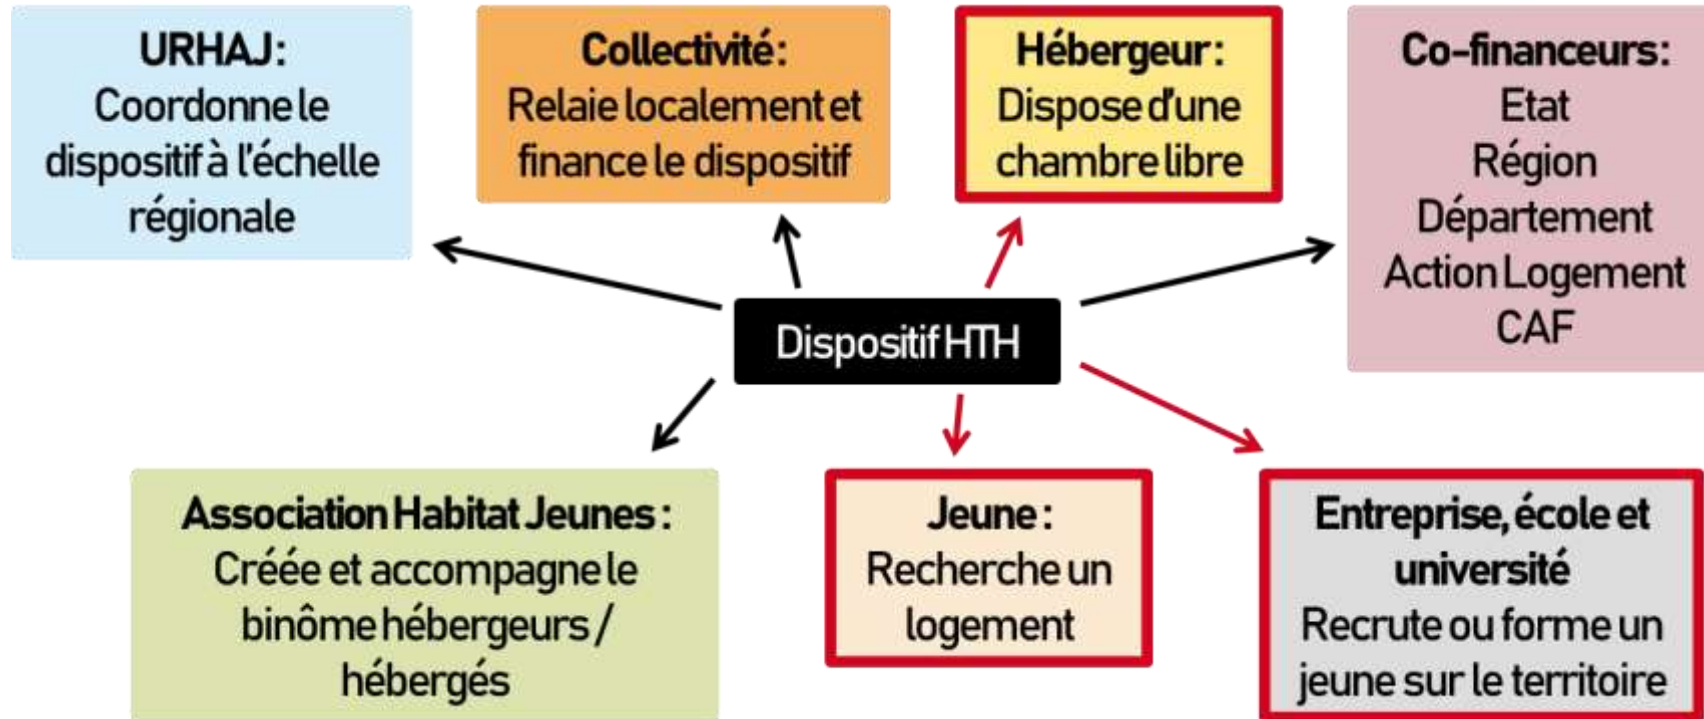 URHAJ :
Coordonne le
dispositif à l'échelle
régionale
Collectivité :
Relaie localement et
finance le dispositif
Hébergeur :
Dispose d'une
chambre libre
Co-financeurs :
Etat
Région
Département
Action Logement
CAF
Dispositif HTH
Association Habitat Jeunes :
Créée et accompagne le
binôme hébergeurs /
hébergés
Jeune :
Recherche un
logement
Entreprise, école et
université
Recrute ou forme un
jeune sur le territoire